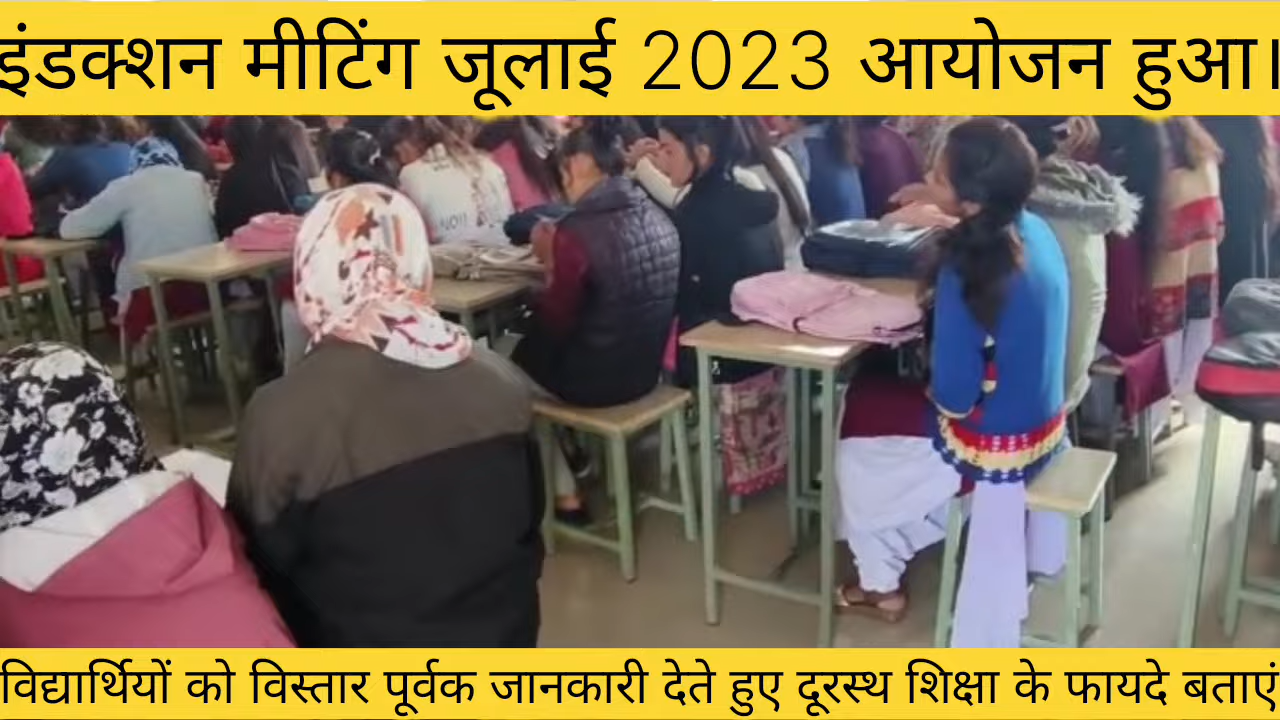 इंडक्शन मीटिंग जूलाई 2023 आयोजन हुआ।
विद्यार्थियों को विस्तार पूर्वक जानकारी देते हुए दूरस्थ शिक्षा के फायदे बताएं